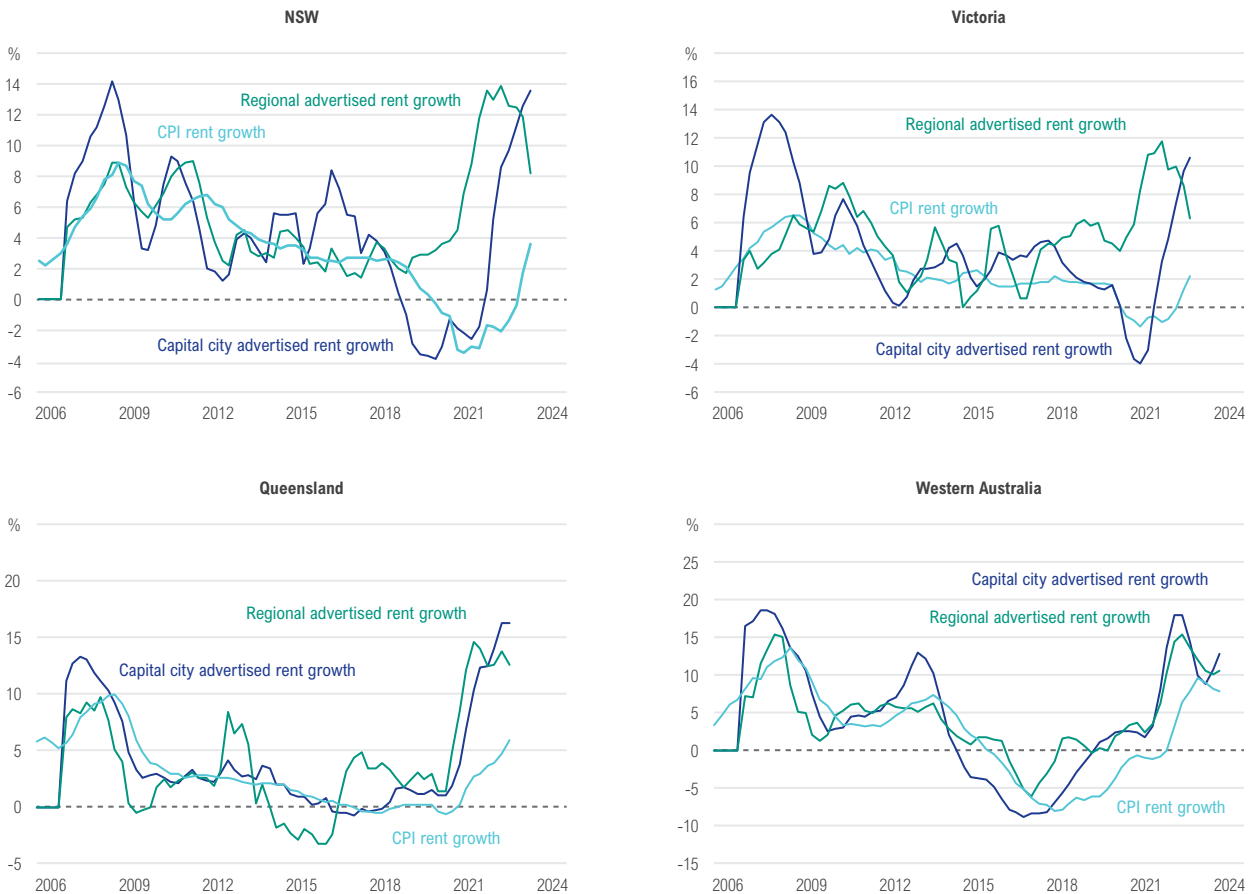 NSW
%
14
12
10
8
6
4
2
0
-2
-4
-6
Regional advertised rent growth
CPI rent growth
Capital city advertised rent growth
2006 2009 2012 2015 2018 2021 2024
Victoria
%
16
14
12
10
8
6
4
2
0
-2
-4
-6
Regional advertised rent growth
CPI rent growth
Capital city advertised rent growth
2006 2009 2012 2015 2018 2021 2024
Queensland
%
20
15
10
5
0
-5
Regional advertised rent growth
Capital city advertised rent growth
CPI rent growth
2006 2009 2012 2015 2018 2021 2024
Western Australia
%
25
20
15
10
5
0
-5
-10
-15
Capital city advertised rent growth
Regional advertised rent growth
CPI rent growth
2006 2009 2012 2015 2018 2021 2024